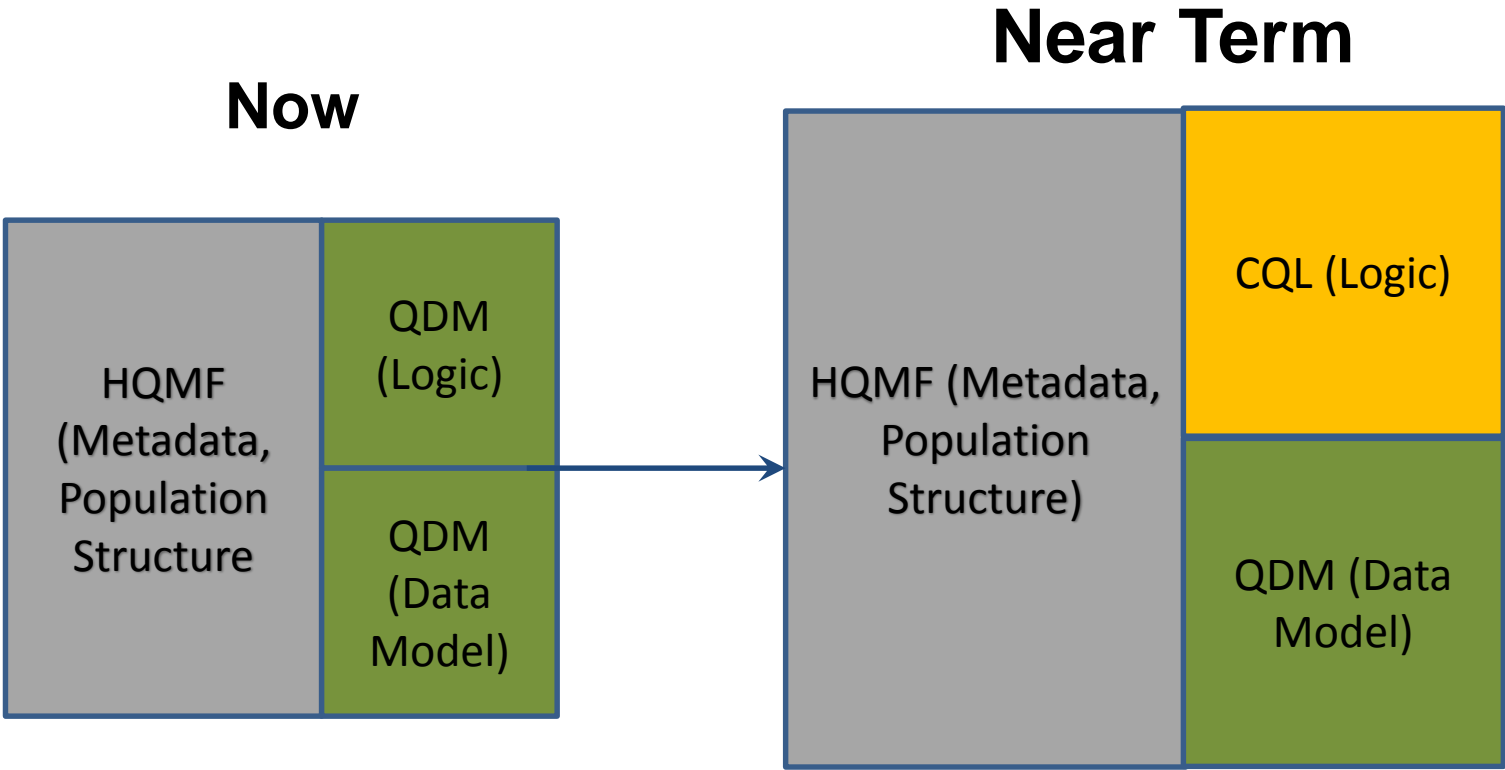 Now
HQMF
(Metadata,
Population
Structure
QDM
(Logic)
QDM
(Data
Model)
Near Term
HQMF (Metadata,
Population
Structure)
CQL (Logic)
QDM (Data
Model)